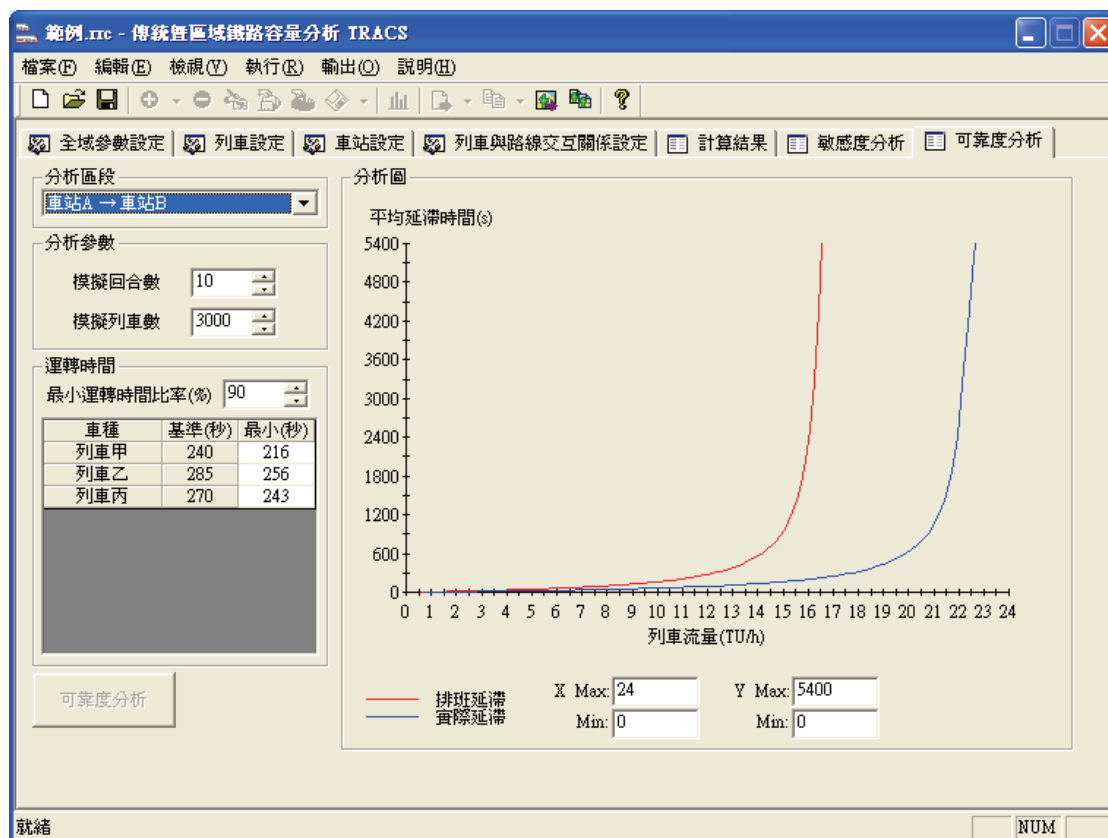 範例.rrc - 傳統暨區域鐵路容量分析 TRACS
檔案(F) 編輯(E) 檢視(V) 執行(R) 輸出(O) 說明(H)
全域參數設定 列車設定 車站設定 列車與路線交互關係設定 計算結果 敏感度分析 可靠度分析
分析區段
車站A → 車站B
分析參數
模擬回合數 10
模擬列車數 3000
運轉時間
最小運轉時間比率(%) 90
車種 基準(秒) 最小(秒)
列車甲 240 216
列車乙 285 256
列車丙 270 243
可靠度分析
分析圖
平均延滯時間(s)
5400
4800
4200
3600
3000
2400
1800
1200
600
0
0 1 2 3 4 5 6 7 8 9 10 11 12 13 14 15 16 17 18 19 20 21 22 23 24
列車流量(TU/h)
排班延滯
實際延滯
X Max: 24
Min: 0
Y Max: 5400
Min: 0
就緒
NUM